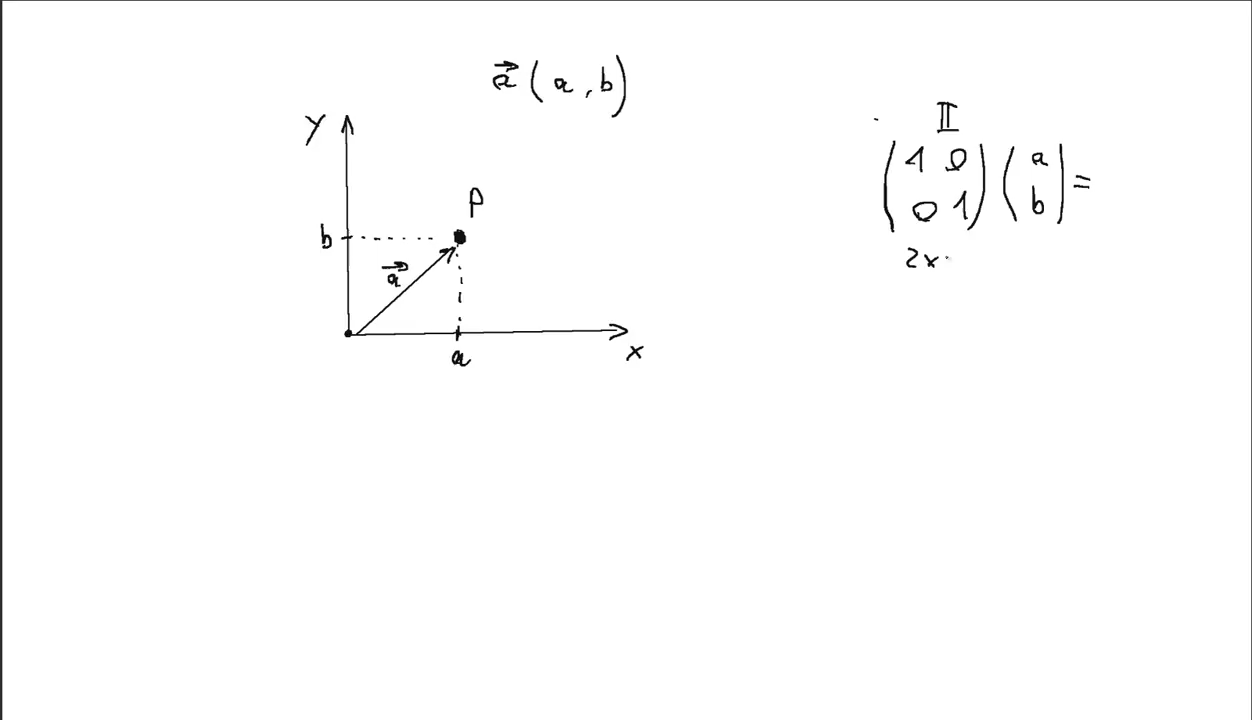 a⃗ ( a , b )
y
P
b
a⃗
a
x
𝕀
( 1 0 ) ( a ) =
( 0 1 ) ( b )
2x